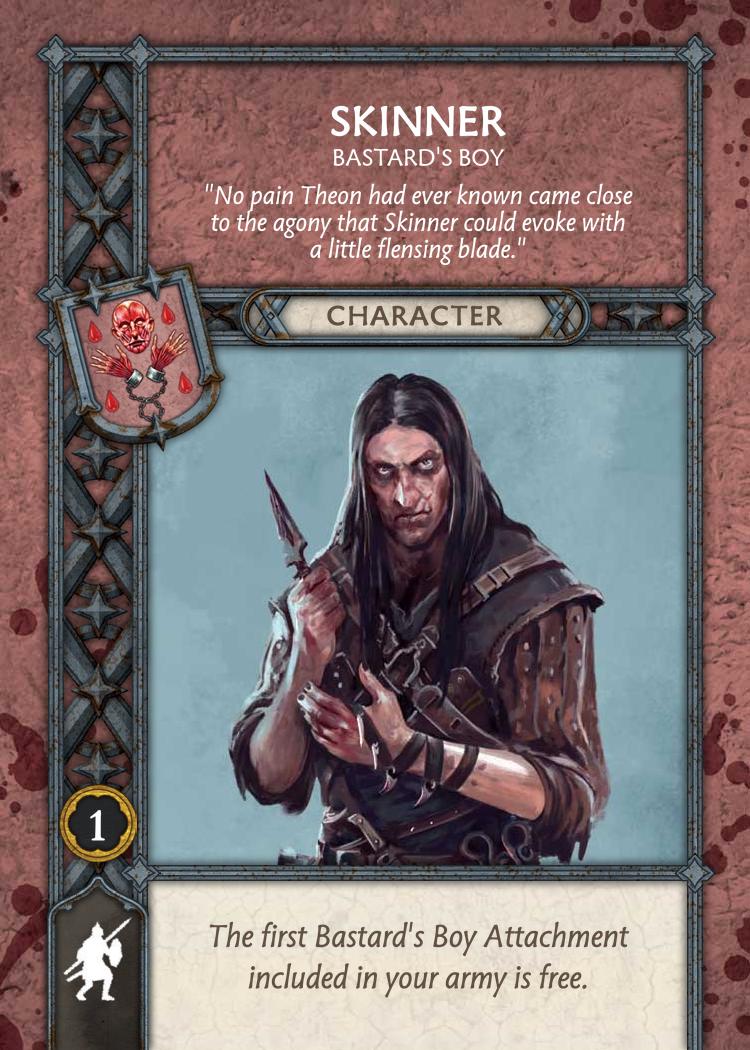 SKINNER
BASTARD'S BOY
"No pain Theon had ever known came close
to the agony that Skinner could evoke with
a little flensing blade."
CHARACTER
1
The first Bastard's Boy Attachment
included in your army is free.